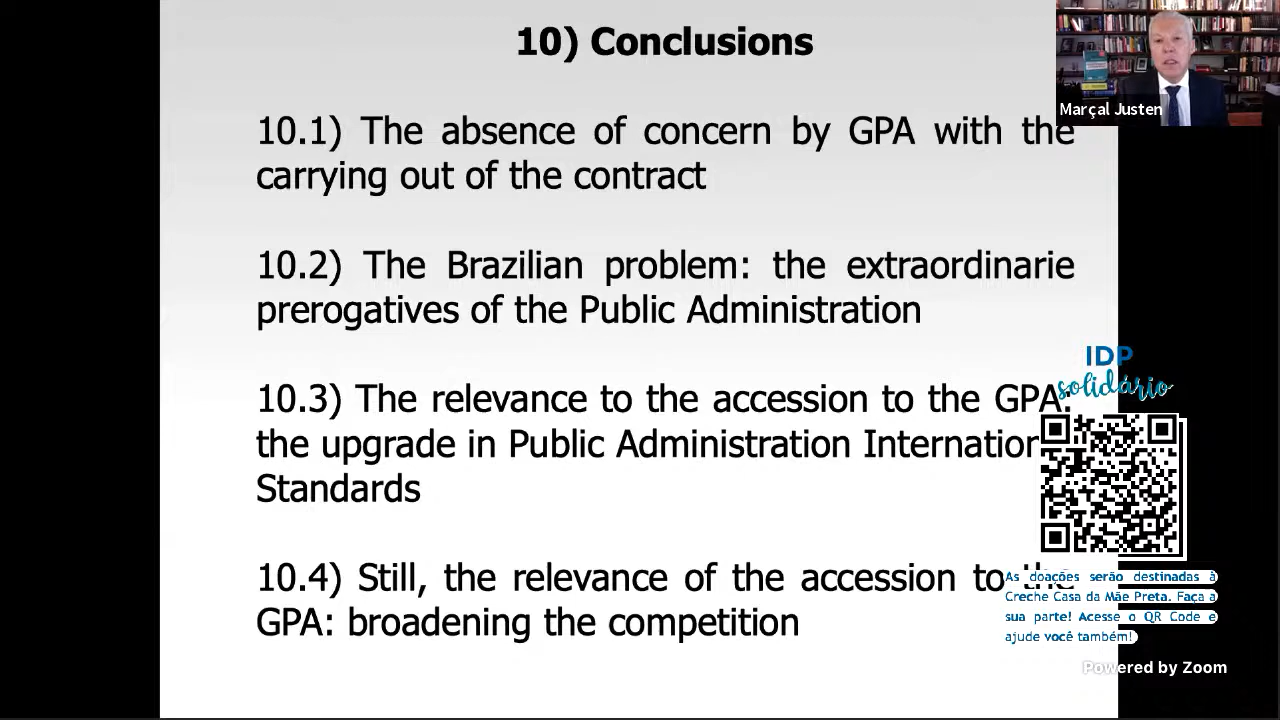 10) Conclusions
Marçal Justen
10.1) The absence of concern by GPA with the
carrying out of the contract
10.2) The Brazilian problem: the extraordinarie
prerogatives of the Public Administration
10.3) The relevance to the accession to the GPA:
the upgrade in Public Administration Internation
Standards
10.4) Still, the relevance of the accession to the
GPA: broadening the competition
IDP
solidário
As doações serão destinadas à
Creche Casa da Mãe Preta. Faça a
sua parte! Acesse o QR Code e
ajude você também!
Powered by Zoom